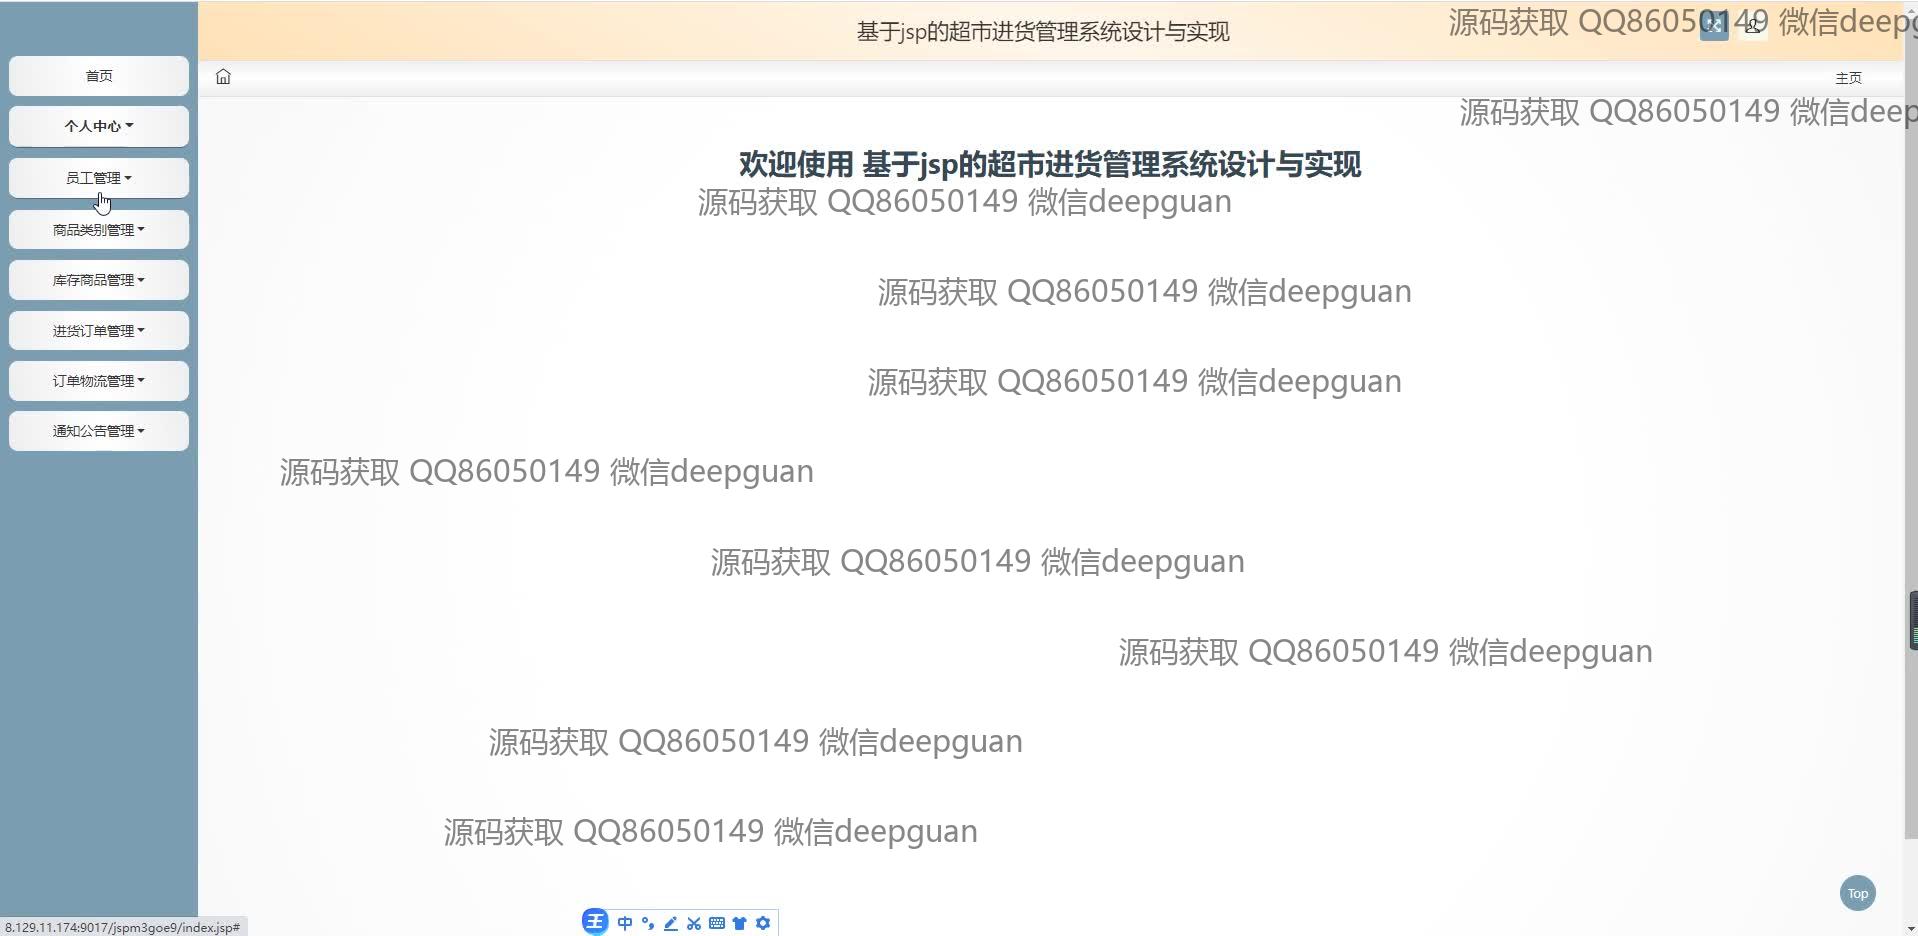 基于jsp的超市进货管理系统设计与实现
源码获取 QQ86050149 微信deepg
首页
主页
个人中心
源码获取 QQ86050149 微信deep
欢迎使用 基于jsp的超市进货管理系统设计与实现
员工管理
源码获取 QQ86050149 微信deepguan
商品类别管理
库存商品管理
源码获取 QQ86050149 微信deepguan
进货订单管理
订单物流管理
源码获取 QQ86050149 微信deepguan
通知公告管理
源码获取 QQ86050149 微信deepguan
源码获取 QQ86050149 微信deepguan
源码获取 QQ86050149 微信deepguan
源码获取 QQ86050149 微信deepguan
源码获取 QQ86050149 微信deepguan
Top
8.129.11.174:9017/jspm3goe9/index.jsp#
王 中